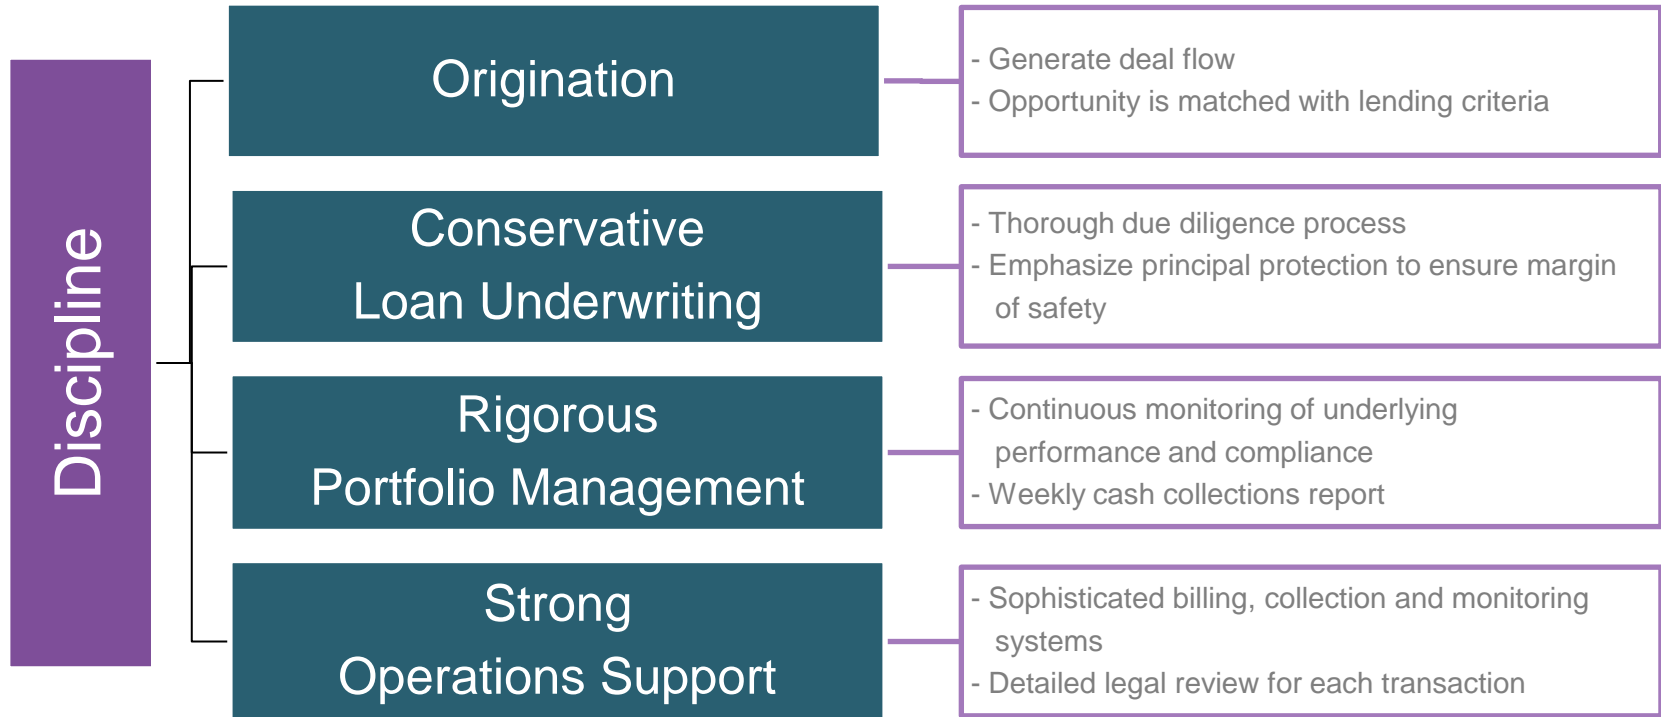 Discipline
Origination
- Generate deal flow
- Opportunity is matched with lending criteria
Conservative
Loan Underwriting
- Thorough due diligence process
- Emphasize principal protection to ensure margin
of safety
Rigorous
Portfolio Management
- Continuous monitoring of underlying
performance and compliance
- Weekly cash collections report
Strong
Operations Support
- Sophisticated billing, collection and monitoring
systems
- Detailed legal review for each transaction